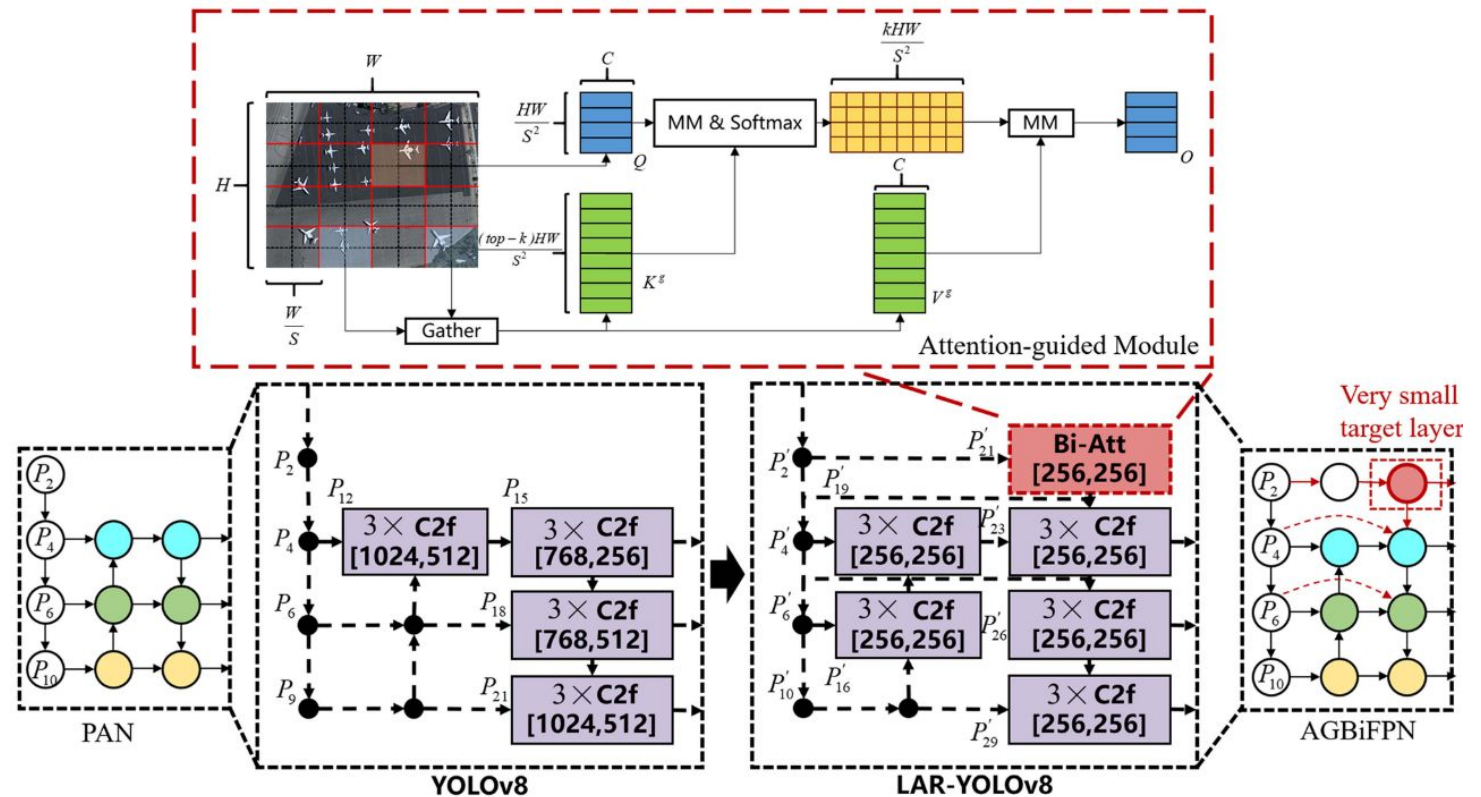 W
C
kHW
S²
H
HW
S²
Q
MM & Softmax
MM
O
C
(top-k)HW
S²
K^g
V^g
W
S
Gather
Attention-guided Module
Very small
target layer
P₂
P₄
P₆
P₁₀
PAN
P₂
P₁₂
P₁₅
P₄
3× C2f
[1024,512]
3× C2f
[768,256]
P₆
P₁₈
3× C2f
[768,512]
P₉
P₂₁
3× C2f
[1024,512]
YOLOv8
P'₂
P'₂₁
Bi-Att
[256,256]
P'₁₉
P'₄
3× C2f
[256,256]
P'₂₃
3× C2f
[256,256]
P'₆
3× C2f
[256,256]
P'₂₆
3× C2f
[256,256]
P'₁₀
P'₁₆
P'₂₉
3× C2f
[256,256]
LAR-YOLOv8
P₂
P₄
P₆
P₁₀
AGBiFPN